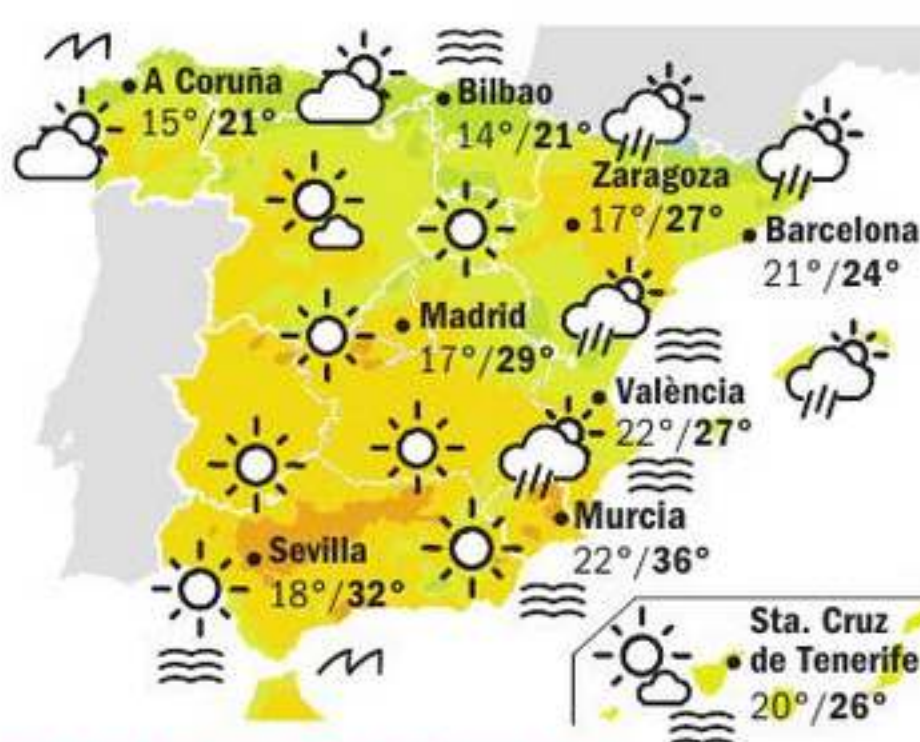 A Coruña
15°/21°
Bilbao
14°/21°
Zaragoza
17°/27°
Barcelona
21°/24°
Madrid
17°/29°
València
22°/27°
Murcia
22°/36°
Sevilla
18°/32°
Sta. Cruz
de Tenerife
20°/26°